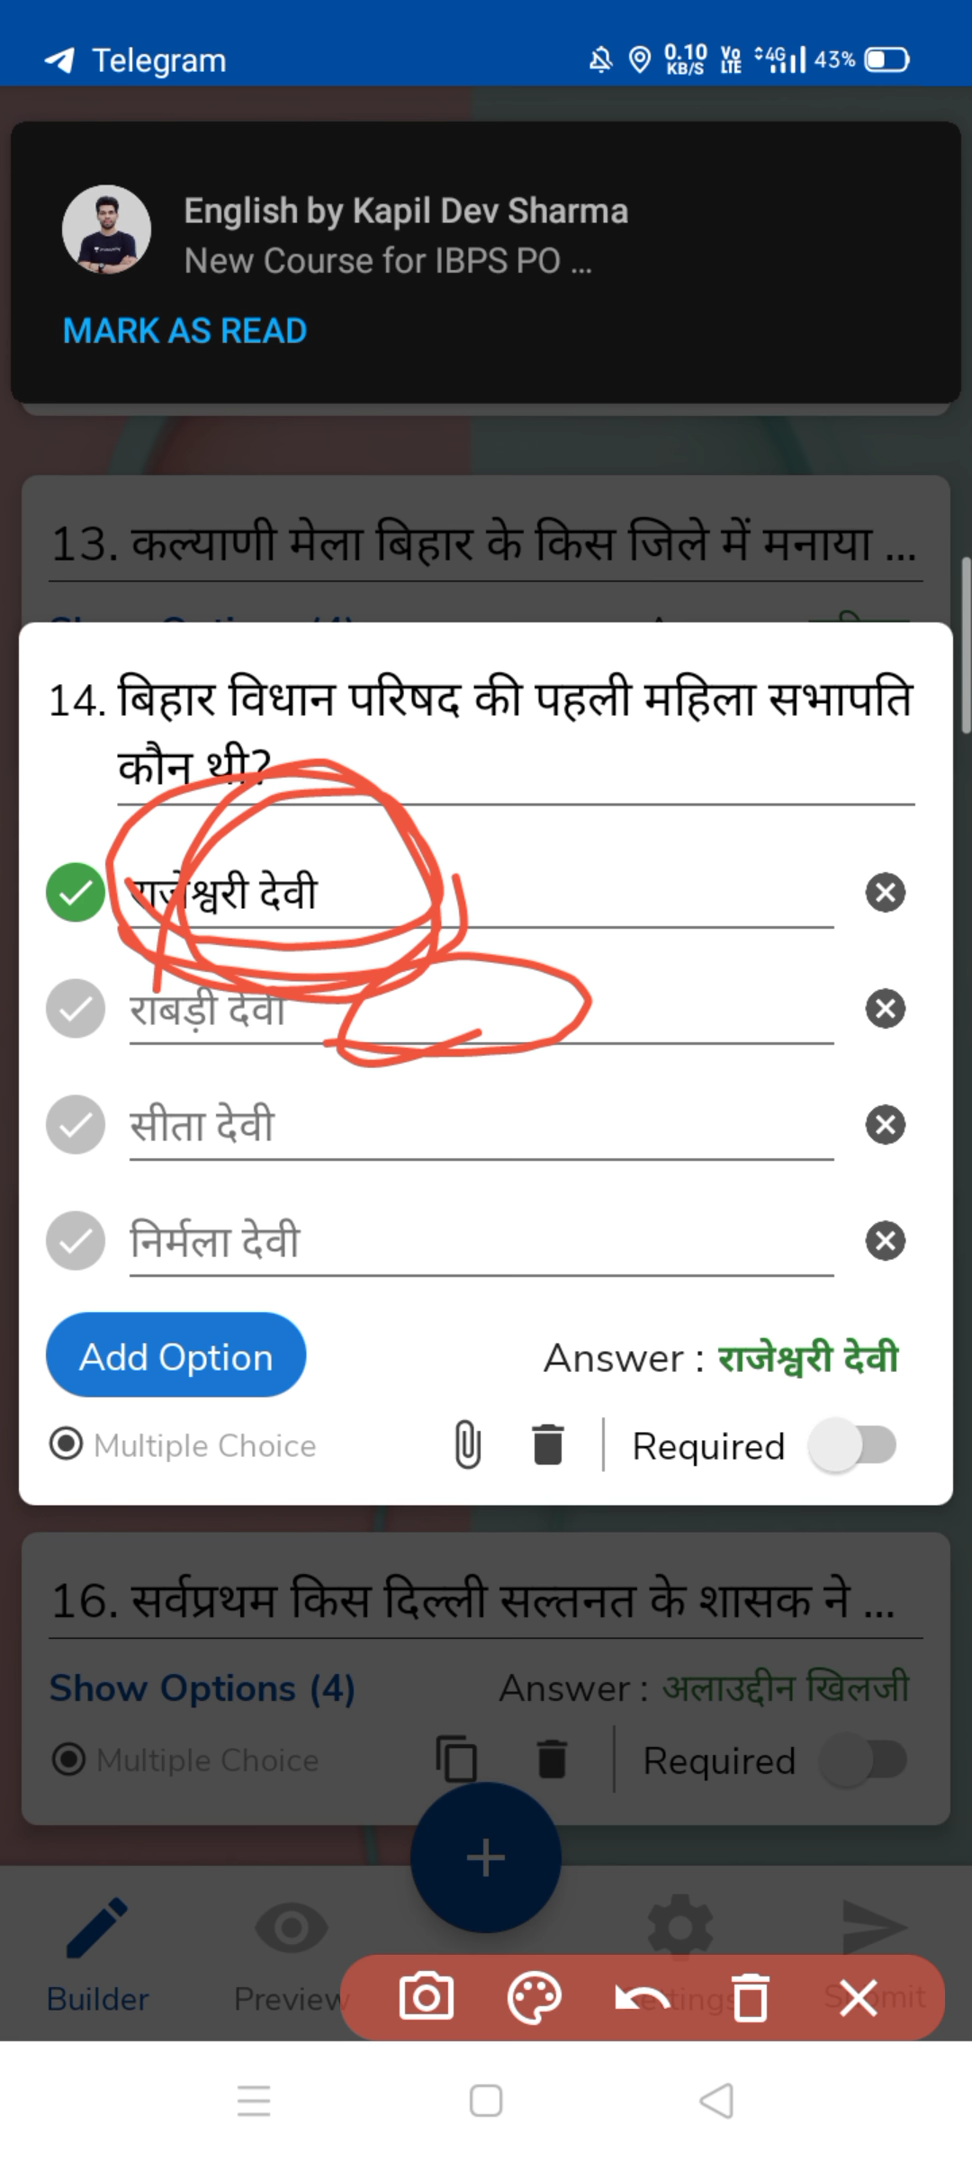 Telegram
0.10 KB/S Vo LTE 4G 43%
English by Kapil Dev Sharma
New Course for IBPS PO ...
MARK AS READ
13. कल्याणी मेला बिहार के किस जिले में मनाया ...
14. बिहार विधान परिषद की पहली महिला सभापति
कौन थी?
राजेश्वरी देवी
राबड़ी देवी
सीता देवी
निर्मला देवी
Add Option
Answer : राजेश्वरी देवी
Multiple Choice
Required
16. सर्वप्रथम किस दिल्ली सल्तनत के शासक ने ...
Show Options (4)
Answer : अलाउद्दीन खिलजी
Multiple Choice
Required
Builder
Preview